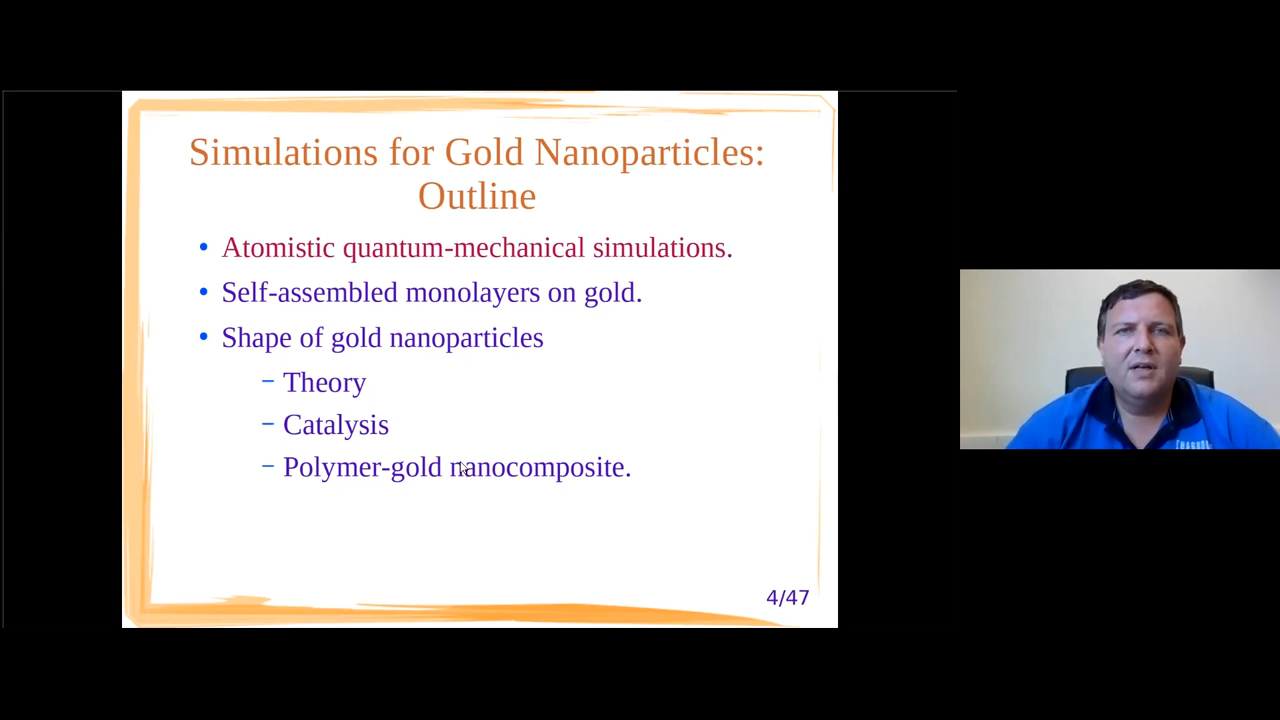 Simulations for Gold Nanoparticles:
Outline
• Atomistic quantum-mechanical simulations.
• Self-assembled monolayers on gold.
• Shape of gold nanoparticles
– Theory
– Catalysis
– Polymer-gold nanocomposite.
4/47